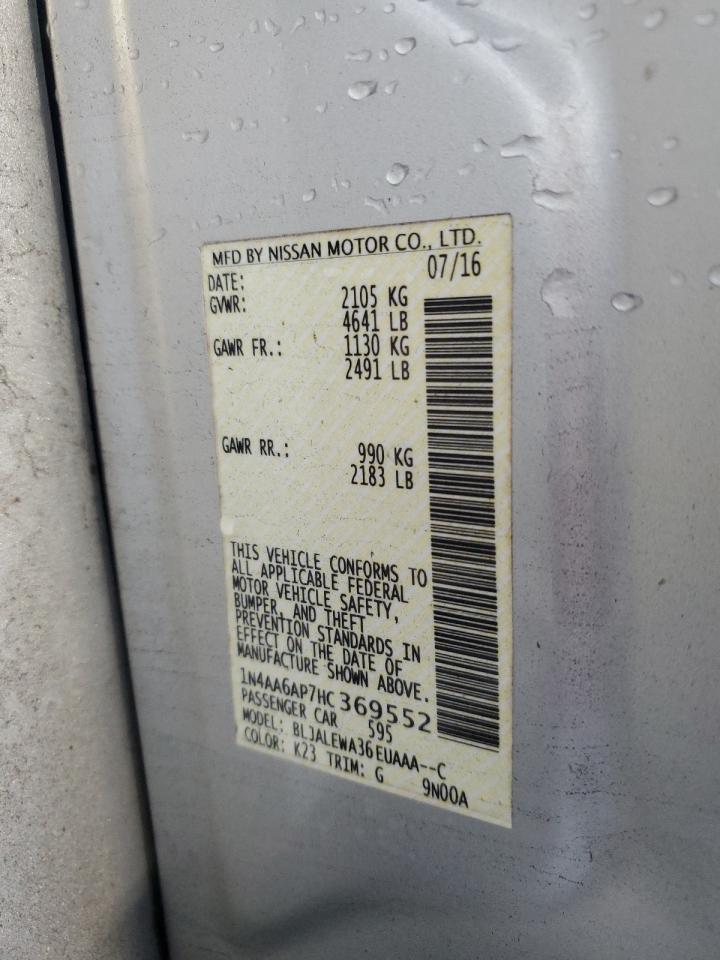 MFD BY NISSAN MOTOR CO., LTD.
DATE: 07/16
GVWR: 2105 KG
4641 LB
GAWR FR.: 1130 KG
2491 LB
GAWR RR.: 990 KG
2183 LB
THIS VEHICLE CONFORMS TO
ALL APPLICABLE FEDERAL
MOTOR VEHICLE SAFETY,
BUMPER, AND THEFT
PREVENTION STANDARDS IN
EFFECT ON THE DATE OF
MANUFACTURE SHOWN ABOVE.
1N4AA6AP7HC369552
PASSENGER CAR 595
MODEL: BLJALEWA36EUAAA--C
COLOR: K23 TRIM: G 9N00A